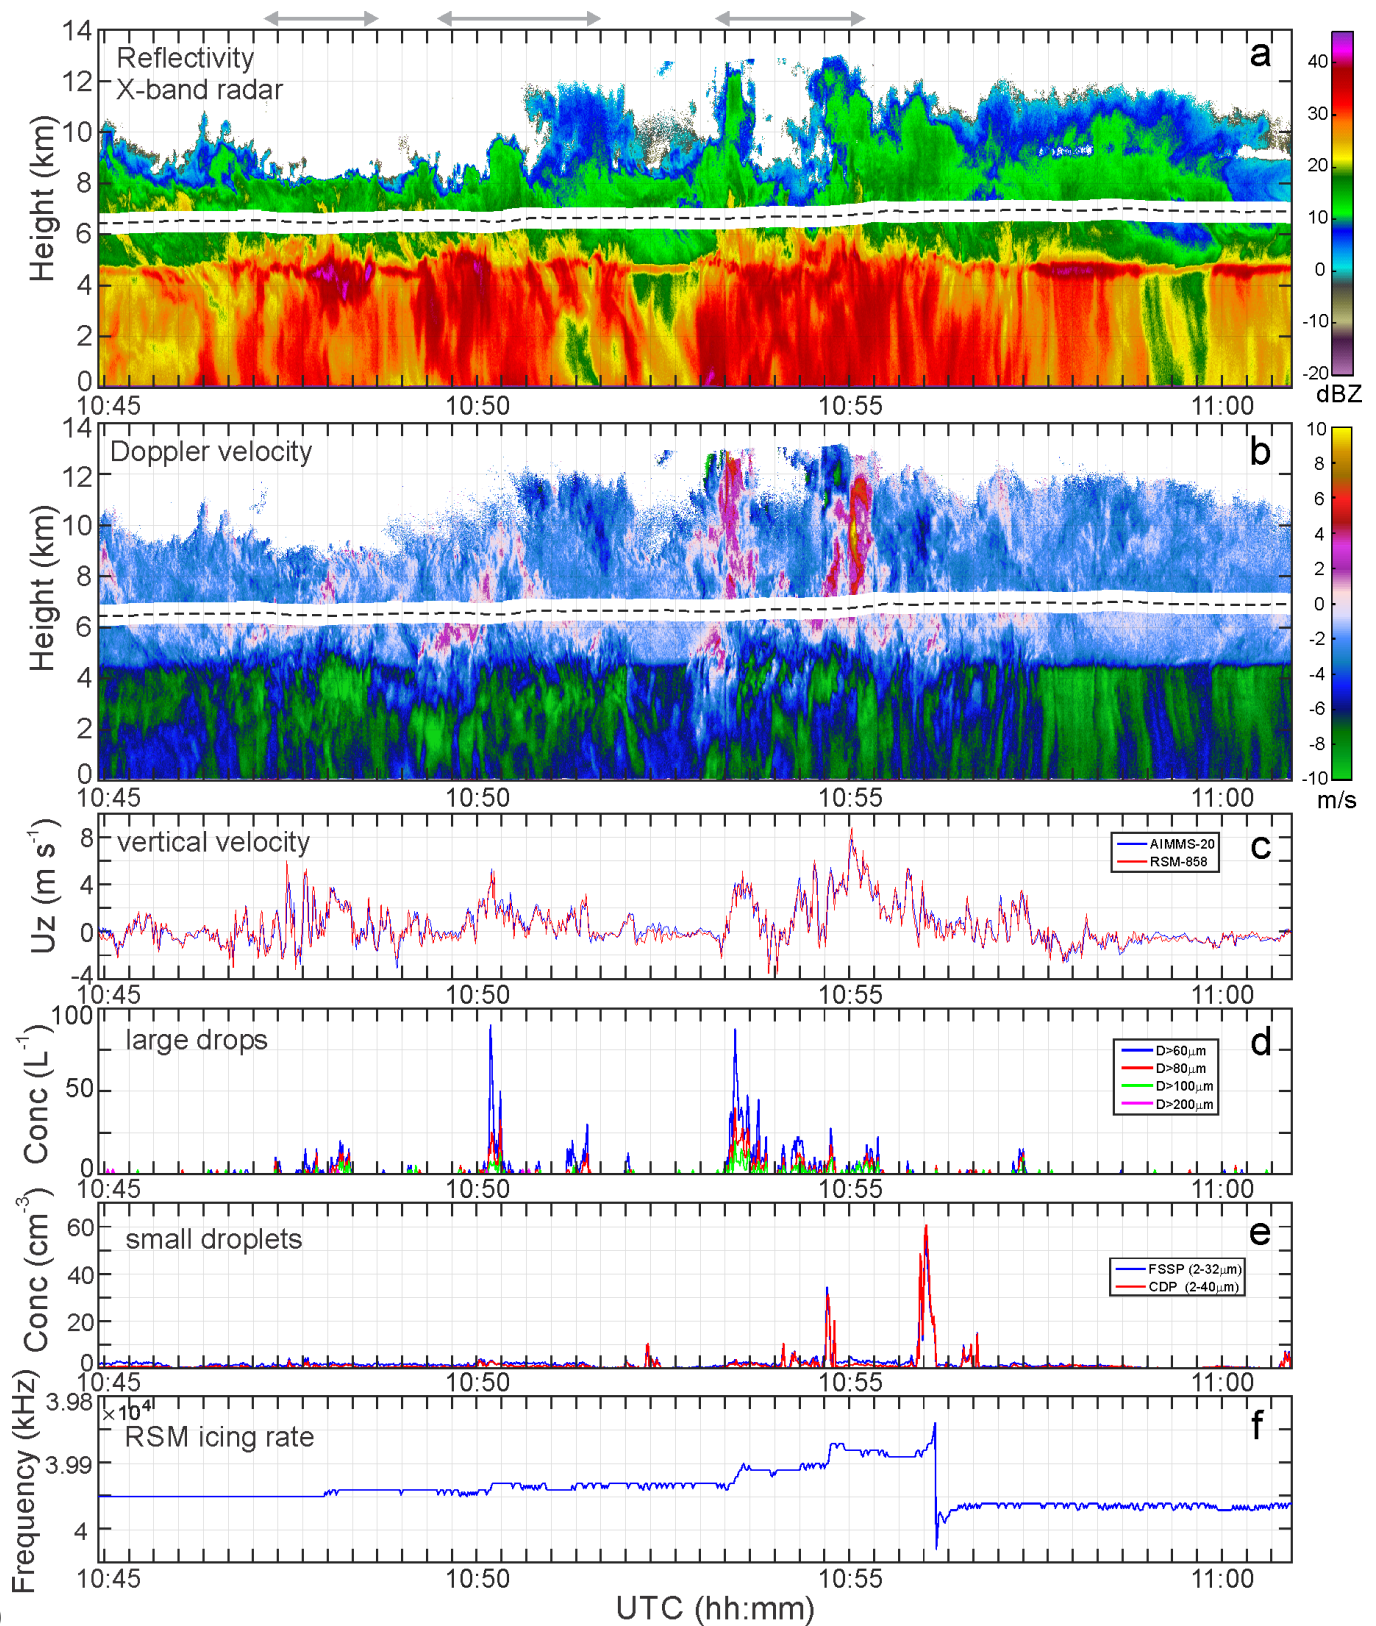 14
12
10
8
6
4
2
0
Height (km)
Reflectivity
X-band radar
a
40
30
20
10
0
-10
-20
dBZ
10:45
10:50
10:55
11:00
14
12
10
8
6
4
2
0
Height (km)
Doppler velocity
b
10
8
6
4
2
0
-2
-4
-6
-8
-10
m/s
10:45
10:50
10:55
11:00
8
4
0
-4
Uz (m s-1)
vertical velocity
AIMMS-20
RSM-858
c
10:45
10:50
10:55
11:00
100
50
0
Conc (L-1)
large drops
d
D>60μm
D>80μm
D>100μm
D>200μm
10:45
10:50
10:55
11:00
60
40
20
0
Conc (cm-3)
small droplets
e
FSSP (2-32μm)
CDP (2-40μm)
10:45
10:50
10:55
11:00
3.98
3.99
4
Frequency (kHz)
×10⁴
RSM icing rate
f
10:45
10:50
10:55
11:00
UTC (hh:mm)